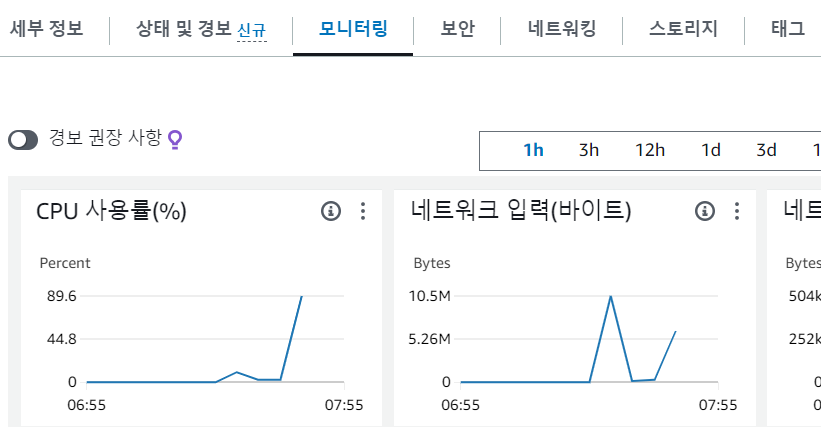 세부 정보 상태 및 경보 신규 모니터링 보안 네트워킹 스토리지 태그
경보 권장 사항
1h 3h 12h 1d 3d
CPU 사용률(%)
Percent
89.6
44.8
0
06:55 07:55
네트워크 입력(바이트)
Bytes
10.5M
5.26M
0
06:55 07:55
네트
Bytes
504k
252k
0